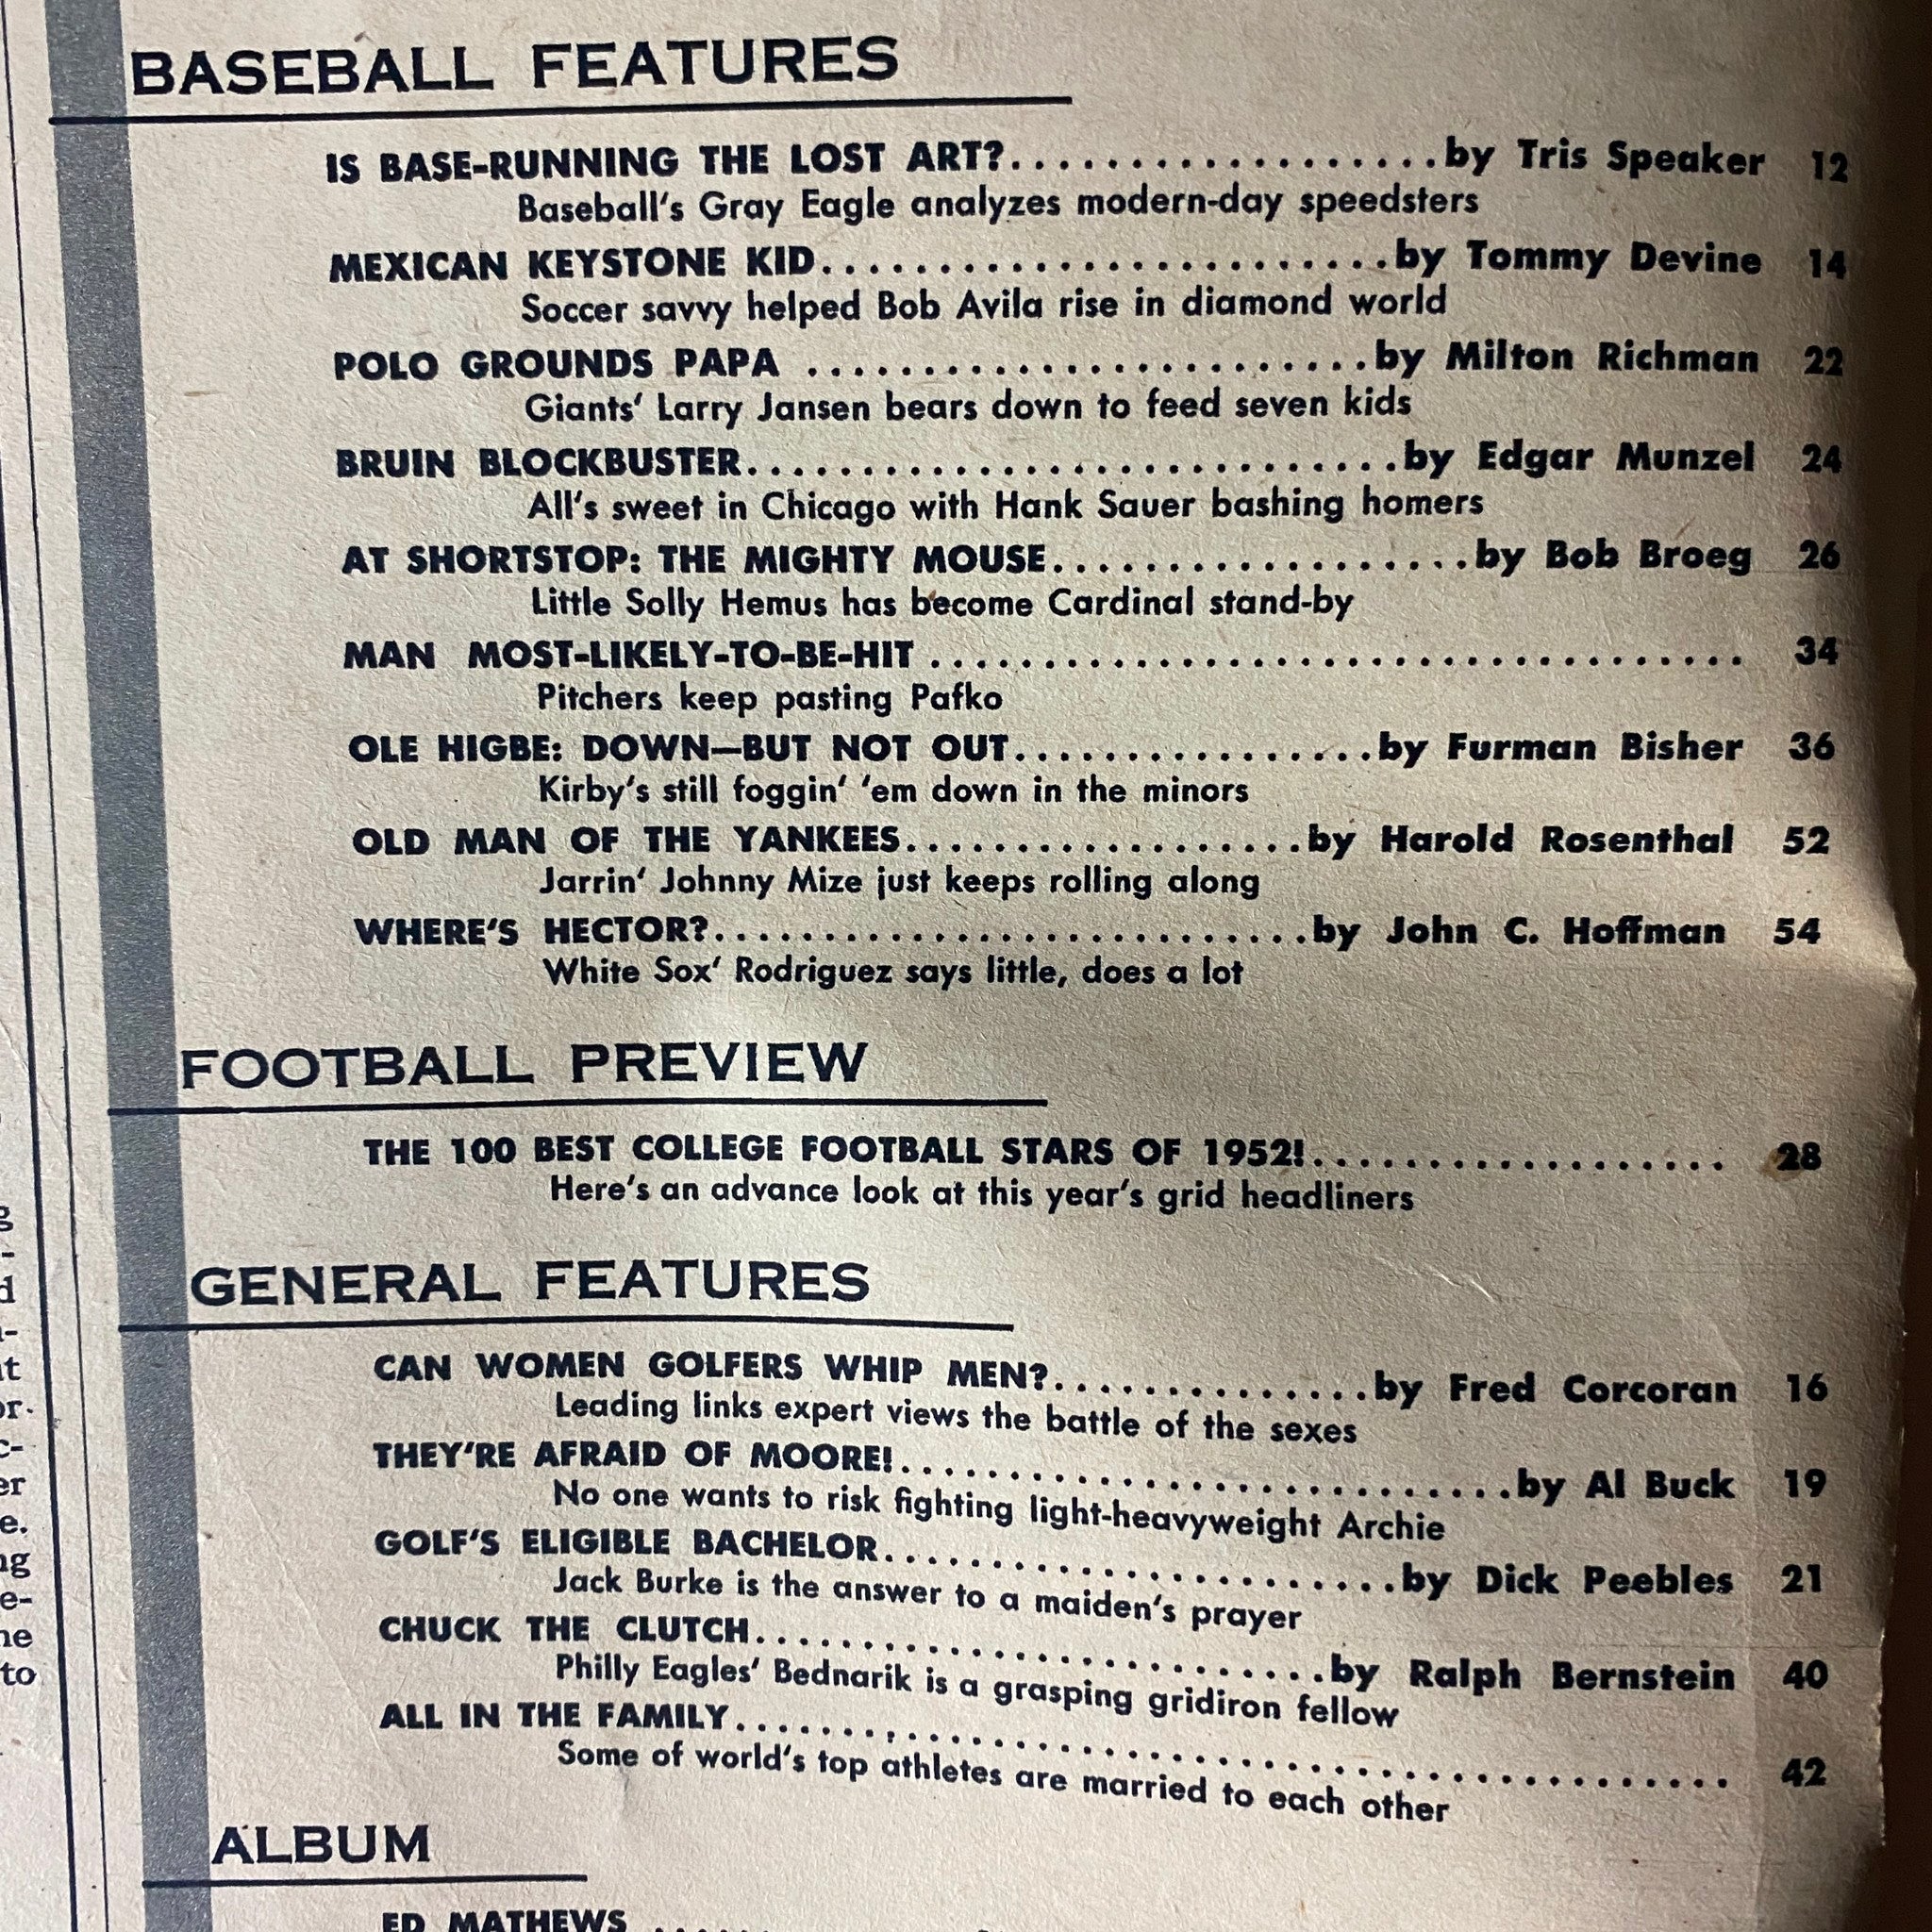 BASEBALL FEATURES
IS BASE-RUNNING THE LOST ART?..................by Tris Speaker 12
Baseball's Gray Eagle analyzes modern-day speedsters
MEXICAN KEYSTONE KID........................by Tommy Devine 14
Soccer savvy helped Bob Avila rise in diamond world
POLO GROUNDS PAPA ........................by Milton Richman 22
Giants' Larry Jansen bears down to feed seven kids
BRUIN BLOCKBUSTER............................by Edgar Munzel 24
All's sweet in Chicago with Hank Sauer bashing homers
AT SHORTSTOP: THE MIGHTY MOUSE..................by Bob Broeg 26
Little Solly Hemus has become Cardinal stand-by
MAN MOST-LIKELY-TO-BE-HIT .................................... 34
Pitchers keep pasting Pafko
OLE HIGBE: DOWN—BUT NOT OUT................by Furman Bisher 36
Kirby's still foggin' 'em down in the minors
OLD MAN OF THE YANKEES..................by Harold Rosenthal 52
Jarrin' Johnny Mize just keeps rolling along
WHERE'S HECTOR?..........................by John C. Hoffman 54
White Sox' Rodriguez says little, does a lot
FOOTBALL PREVIEW
THE 100 BEST COLLEGE FOOTBALL STARS OF 1952!.................. 28
Here's an advance look at this year's grid headliners
GENERAL FEATURES
CAN WOMEN GOLFERS WHIP MEN?..............by Fred Corcoran 16
Leading links expert views the battle of the sexes
THEY'RE AFRAID OF MOORE!..........................by Al Buck 19
No one wants to risk fighting light-heavyweight Archie
GOLF'S ELIGIBLE BACHELOR......................by Dick Peebles 21
Jack Burke is the answer to a maiden's prayer
CHUCK THE CLUTCH........................by Ralph Bernstein 40
Philly Eagles' Bednarik is a grasping gridiron fellow
ALL IN THE FAMILY.......................................... 42
Some of world's top athletes are married to each other
ALBUM
ED MATHEWS